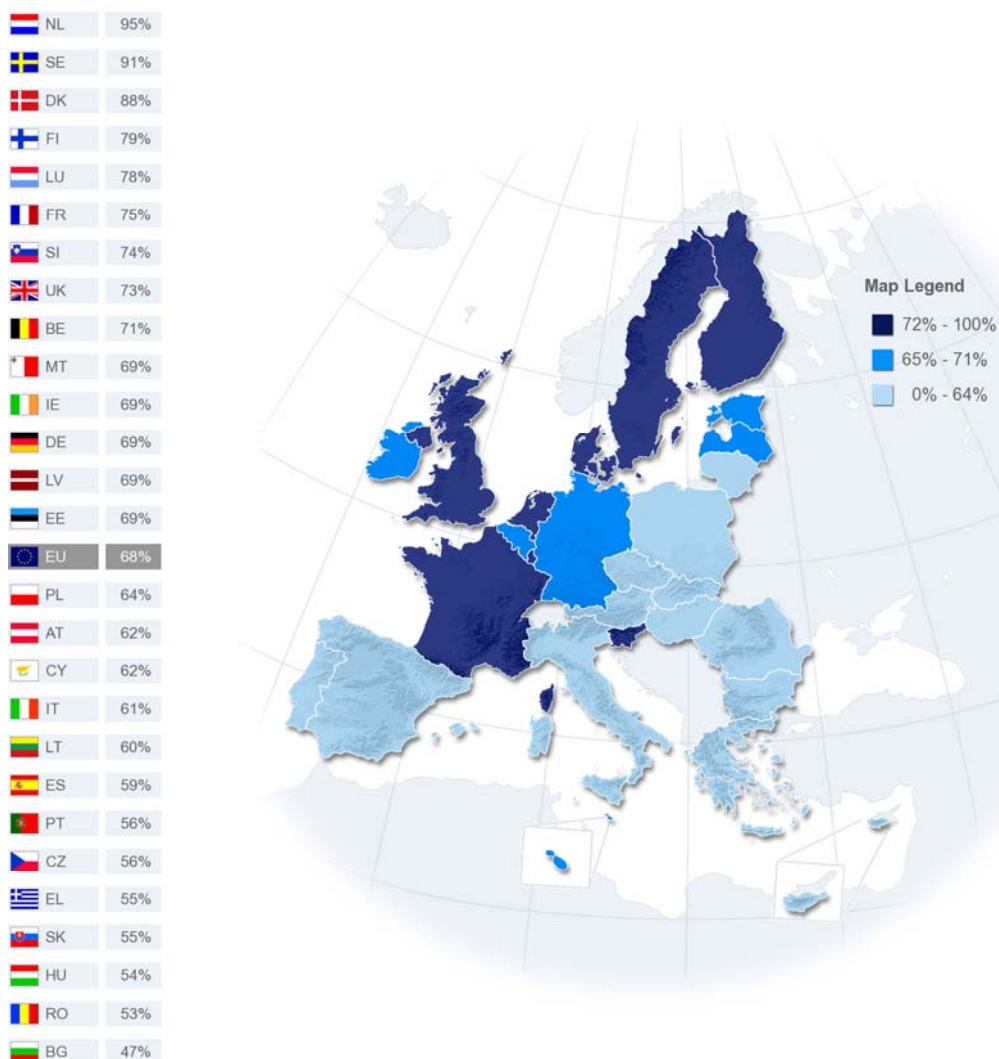 NL 95%
SE 91%
DK 88%
FI 79%
LU 78%
FR 75%
SI 74%
UK 73%
BE 71%
MT 69%
IE 69%
DE 69%
LV 69%
EE 69%
EU 68%
PL 64%
AT 62%
CY 62%
IT 61%
LT 60%
ES 59%
PT 56%
CZ 56%
EL 55%
SK 55%
HU 54%
RO 53%
BG 47%
Map Legend
72% - 100%
65% - 71%
0% - 64%